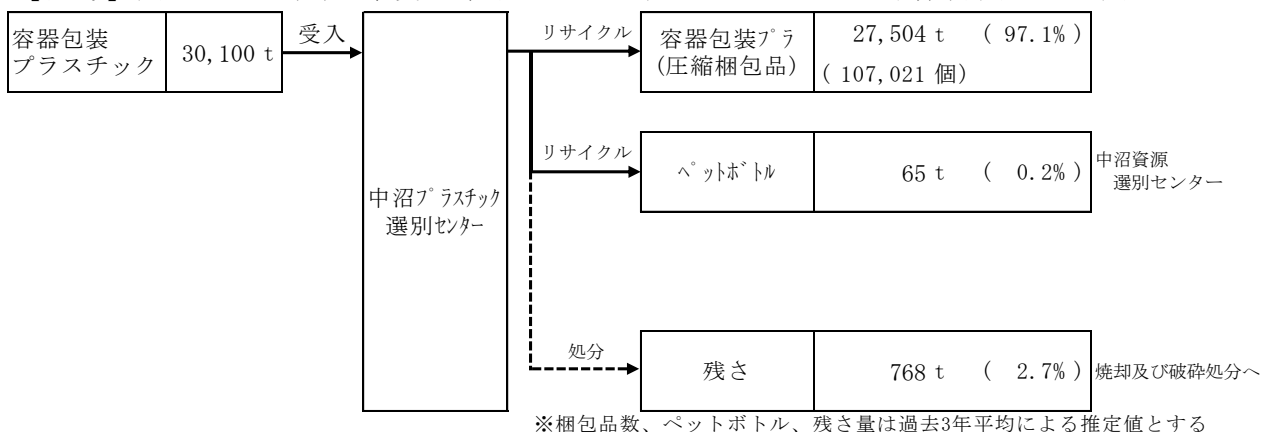 容器包装
プラスチック
30,100 t
受入
中沼ﾌﾟﾗｽﾁｯｸ
選別ｾﾝﾀｰ
リサイクル
容器包装ﾌﾟﾗ
(圧縮梱包品)
27,504 t ( 97.1%)
( 107,021 個)
リサイクル
ﾍﾟｯﾄﾎﾞﾄﾙ
65 t ( 0.2%)
中沼資源
選別センター
処分
残さ
768 t ( 2.7%)
焼却及び破砕処分へ
※梱包品数、ペットボトル、残さ量は過去3年平均による推定値とする